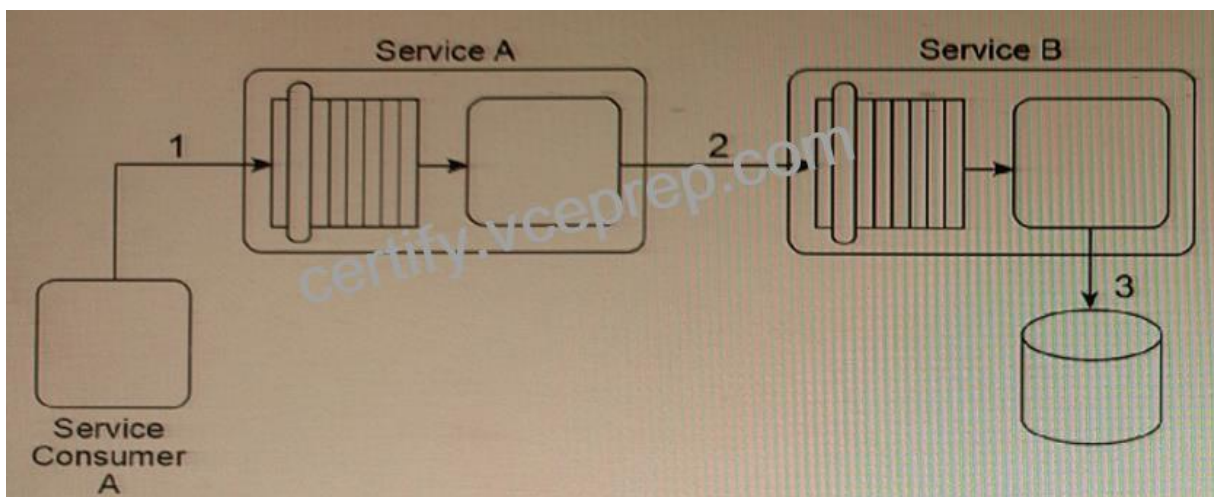 Service A
Service B
1
2
certify.vceprep.com
3
Service
Consumer
A